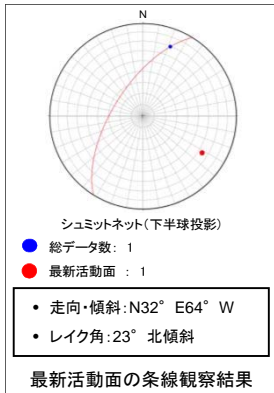 N
シュミットネット(下半球投影)
総データ数: 1
最新活動面 : 1
• 走向・傾斜:N32° E64° W
• レイク角:23° 北傾斜
最新活動面の条線観察結果